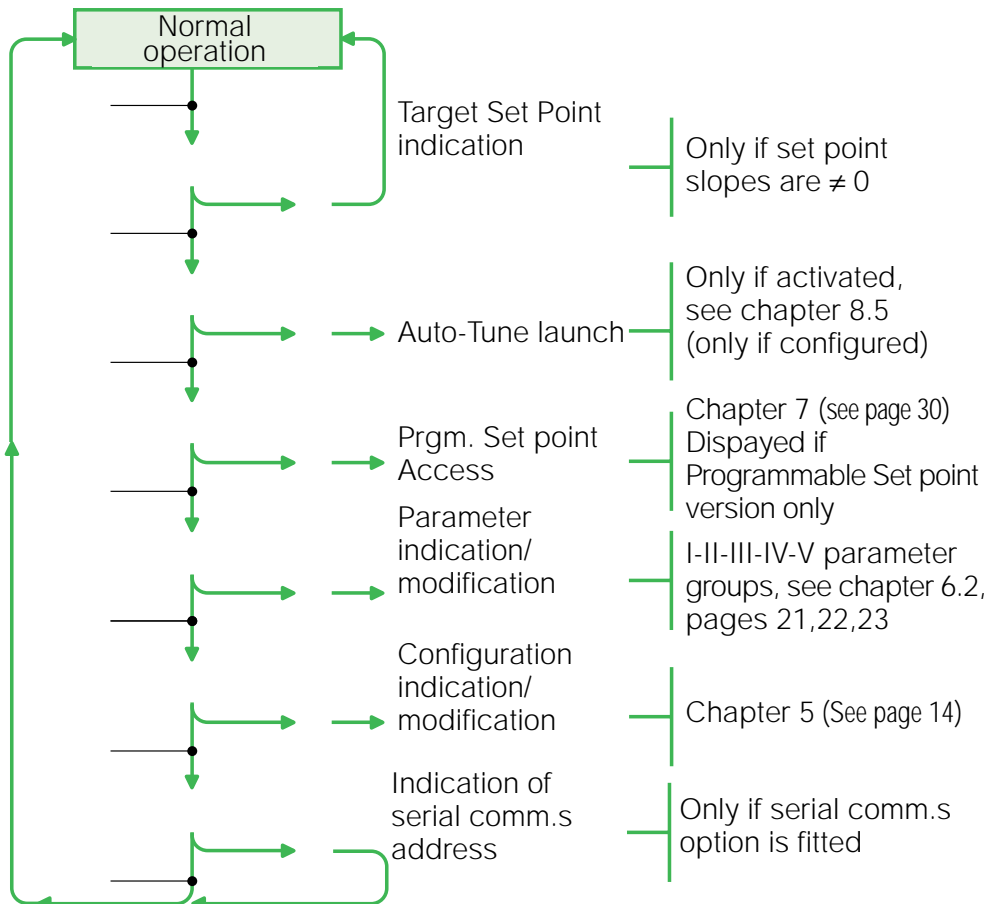 Normal
operation
Target Set Point
indication
Only if set point
slopes are ≠ 0
Auto-Tune launch
Only if activated,
see chapter 8.5
(only if configured)
Prgm. Set point
Access
Chapter 7 (see page 30)
Dispayed if
Programmable Set point
version only
Parameter
indication/
modification
I-II-III-IV-V parameter
groups, see chapter 6.2,
pages 21,22,23
Configuration
indication/
modification
Chapter 5 (See page 14)
Indication of
serial comm.s
address
Only if serial comm.s
option is fitted